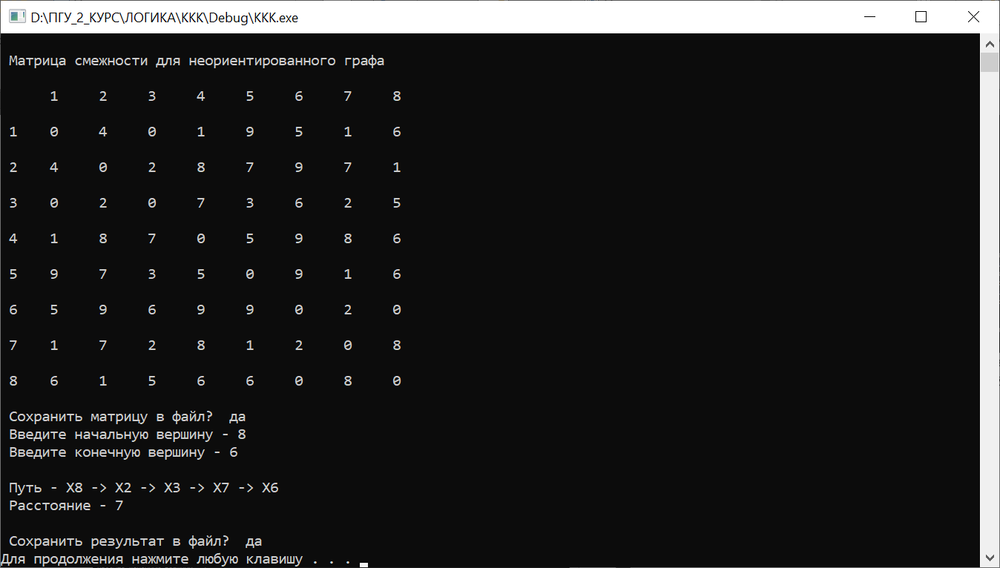 D:\ПГУ_2_КУРС\ЛОГИКА\ККК\Debug\ККК.exe
Матрица смежности для неориентированного графа
1 2 3 4 5 6 7 8
1 0 4 0 1 9 5 1 6
2 4 0 2 8 7 9 7 1
3 0 2 0 7 3 6 2 5
4 1 8 7 0 5 9 8 6
5 9 7 3 5 0 9 1 6
6 5 9 6 9 9 0 2 0
7 1 7 2 8 1 2 0 8
8 6 1 5 6 6 0 8 0
Сохранить матрицу в файл? да
Введите начальную вершину - 8
Введите конечную вершину - 6
Путь - X8 -> X2 -> X3 -> X7 -> X6
Расстояние - 7
Сохранить результат в файл? да
Для продолжения нажмите любую клавишу . . .